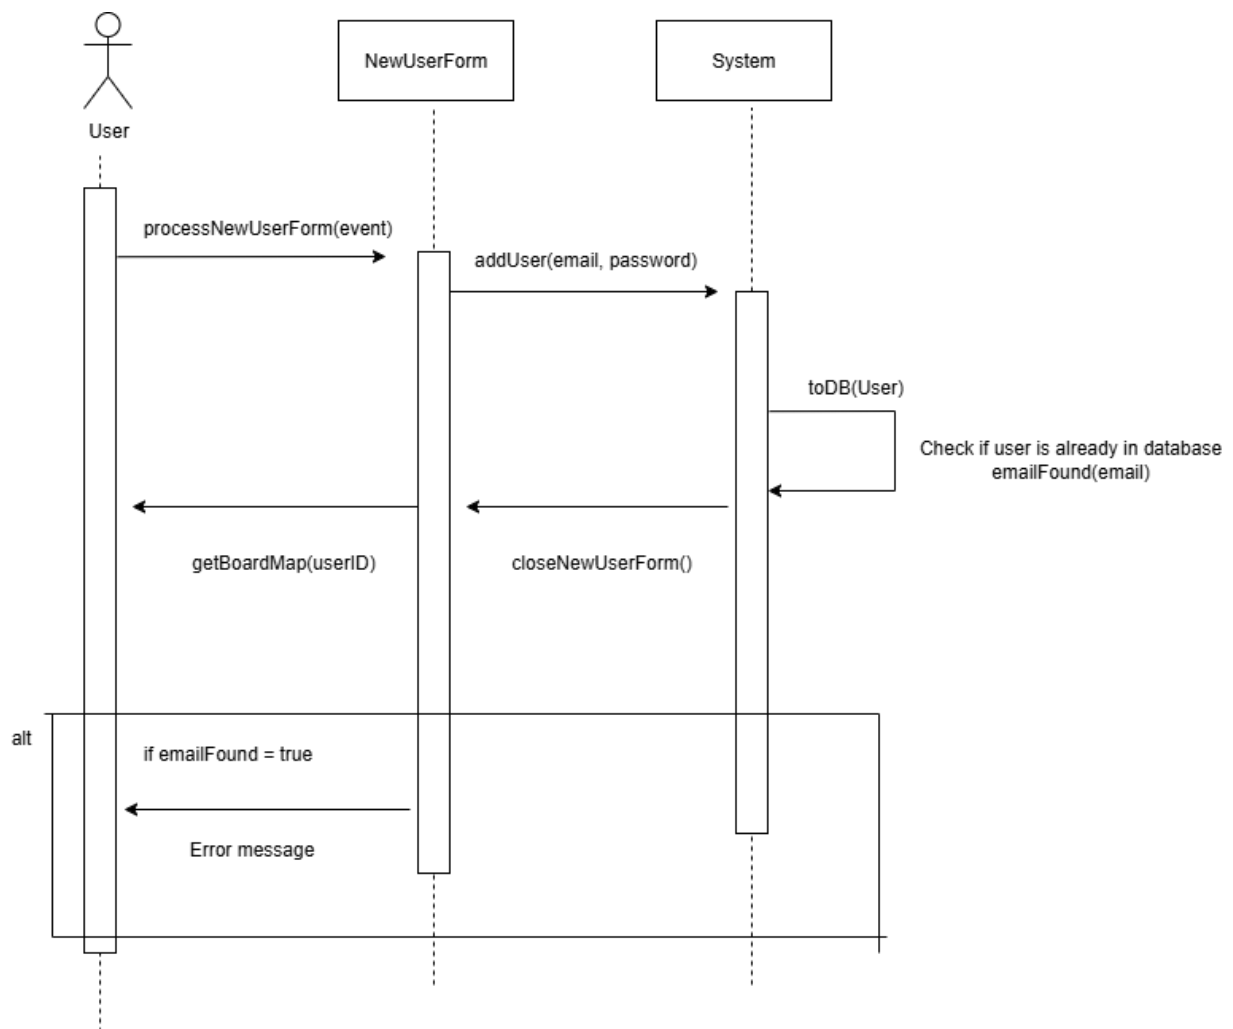 User
NewUserForm
System
processNewUserForm(event)
addUser(email, password)
toDB(User)
Check if user is already in database
emailFound(email)
getBoardMap(userID)
closeNewUserForm()
alt
if emailFound = true
Error message